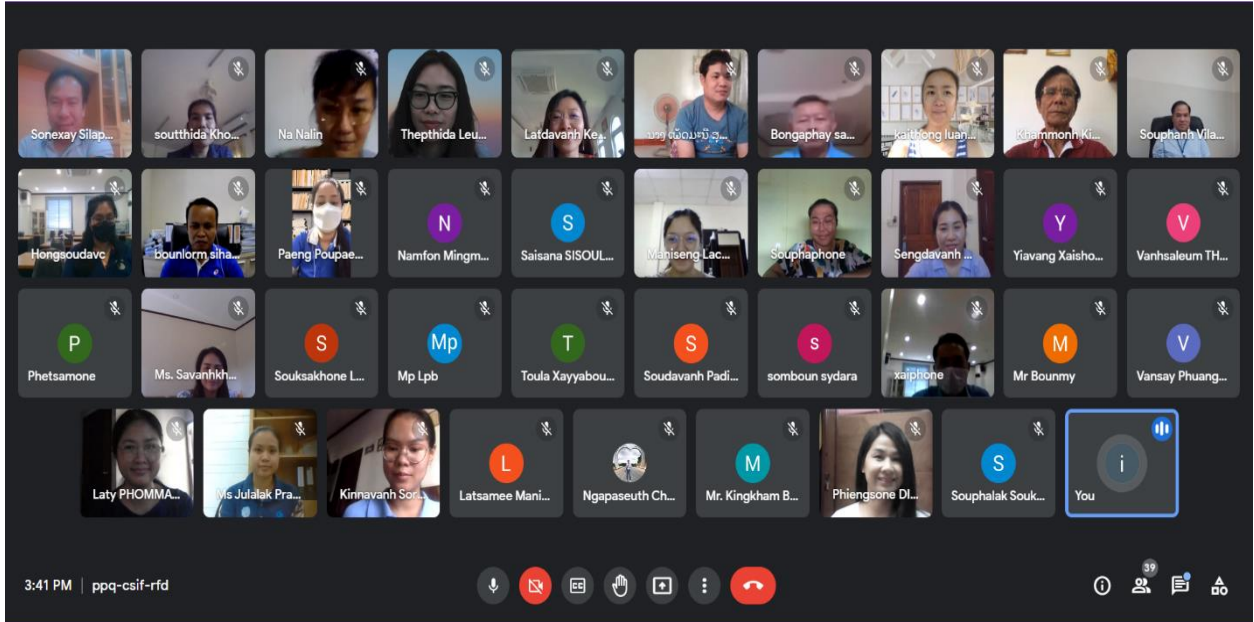 Sonexay Silap...
soutthida Kho...
Na Nalin
Thepthida Leu...
Latdavanh Ke...
Bongaphay sa...
kaithong luan...
Khammonh Ki...
Souphanh Vila...
Hongsoudavc
bounlorm siha...
Paeng Poupae...
N
Namfon Mingm...
S
Saisana SISOUL...
Maniseng Lac...
Souphaphone
Sengdavanh ...
Y
Yiavang Xaisho...
V
Vanhsaleum TH...
P
Phetsamone
Ms. Savanhkh...
S
Souksakhone L...
Mp
Mp Lpb
T
Toula Xayyabou...
S
Soudavanh Padi...
s
somboun sydara
xaiphone
M
Mr Bounmy
V
Vansay Phuang...
Laty PHOMMA...
Ms Julalak Pra...
Kinnavanh Sor...
L
Latsamee Mani...
Ngapaseuth Ch...
M
Mr. Kingkham B...
Phiengsone DI...
S
Souphalak Souk...
i
You
3:41 PM | ppq-csif-rfd
CC
39